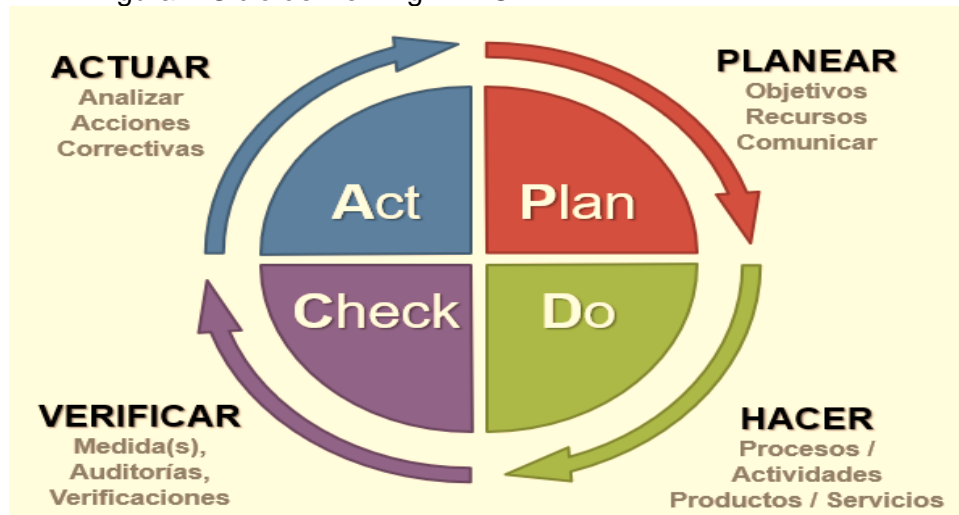 ACTUAR
Analizar
Acciones
Correctivas
PLANEAR
Objetivos
Recursos
Comunicar
Act
Plan
Check
Do
VERIFICAR
Medida(s),
Auditorías,
Verificaciones
HACER
Procesos /
Actividades
Productos / Servicios